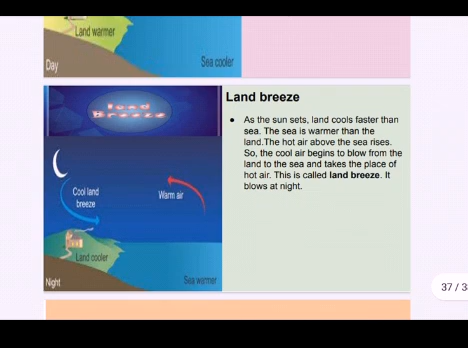 Land warmer
Day
Sea cooler
land
Breeze
Cool land
breeze
Warm air
Land cooler
Night
Sea warmer
Land breeze
As the sun sets, land cools faster than
sea. The sea is warmer than the
land.The hot air above the sea rises.
So, the cool air begins to blow from the
land to the sea and takes the place of
hot air. This is called land breeze. It
blows at night.